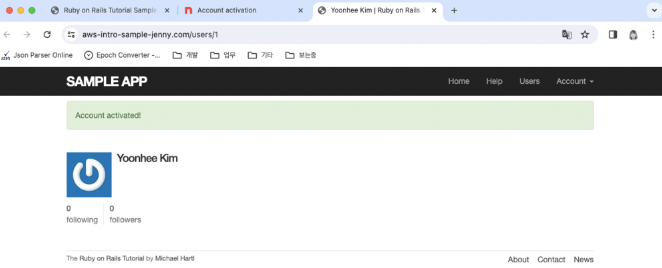 Ruby on Rails Tutorial Sample
Account activation
Yoonhee Kim | Ruby on Rails
aws-intro-sample-jenny.com/users/1
Json Parser Online
Epoch Converter -...
개발
업무
기타
보는중
SAMPLE APP
Home
Help
Users
Account
Account activated!
Yoonhee Kim
0
following
0
followers
The Ruby on Rails Tutorial by Michael Hartl
About
Contact
News